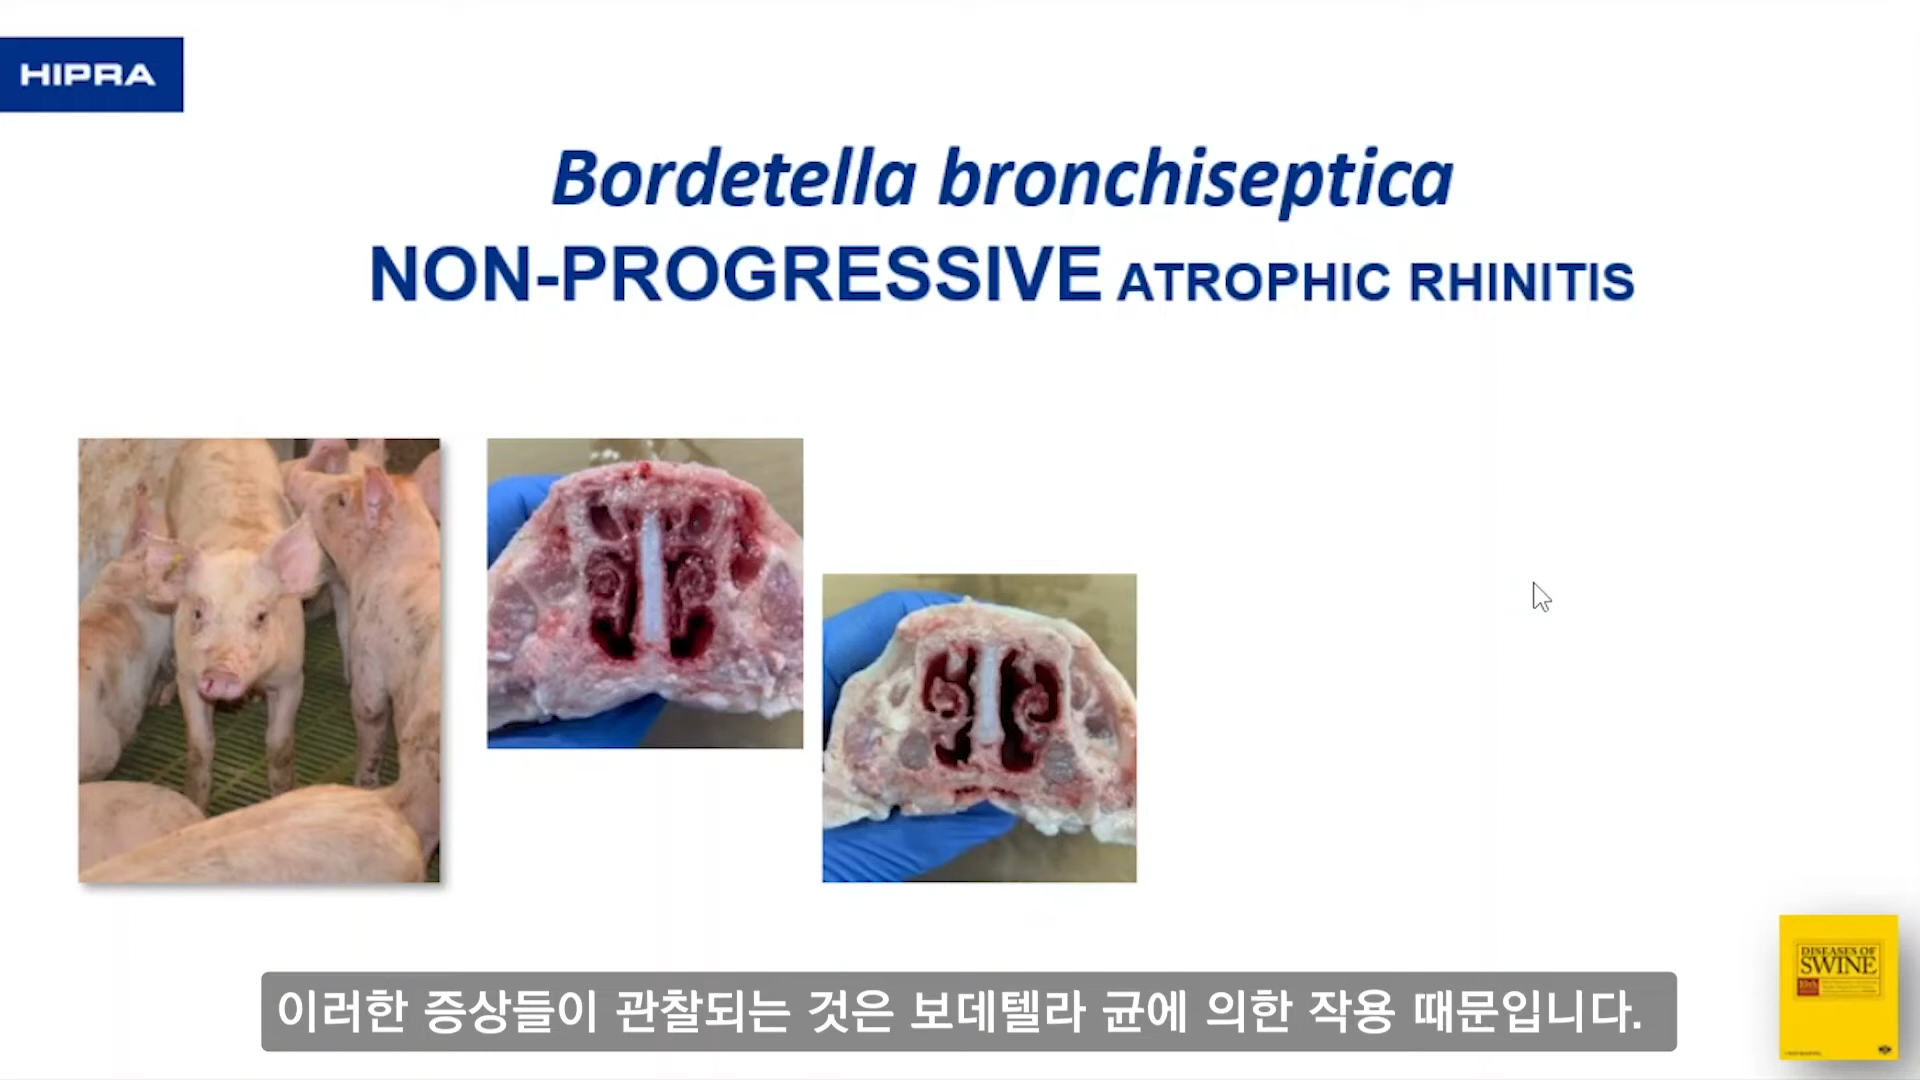 HIPRA
Bordetella bronchiseptica
NON-PROGRESSIVE ATROPHIC RHINITIS
DISEASES OF
SWINE
이러한 증상들이 관찰되는 것은 보데텔라 균에 의한 작용 때문입니다.